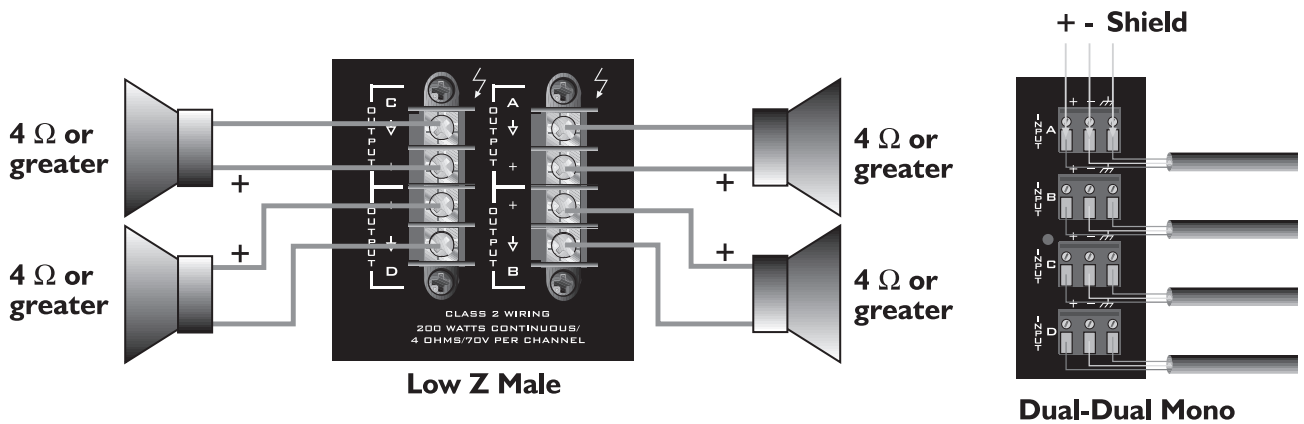 + - Shield
4 Ω or
greater
+
4 Ω or
greater
+
C
OUTPUT
+
+
OUTPUT
D
A
OUTPUT
+
+
OUTPUT
B
CLASS 2 WIRING
200 WATTS CONTINUOUS/
4 OHMS/70V PER CHANNEL
Low Z Male
+
4 Ω or
greater
+
4 Ω or
greater
+ -
INPUT A
+ -
INPUT B
+ -
INPUT C
+ -
INPUT D
Dual-Dual Mono